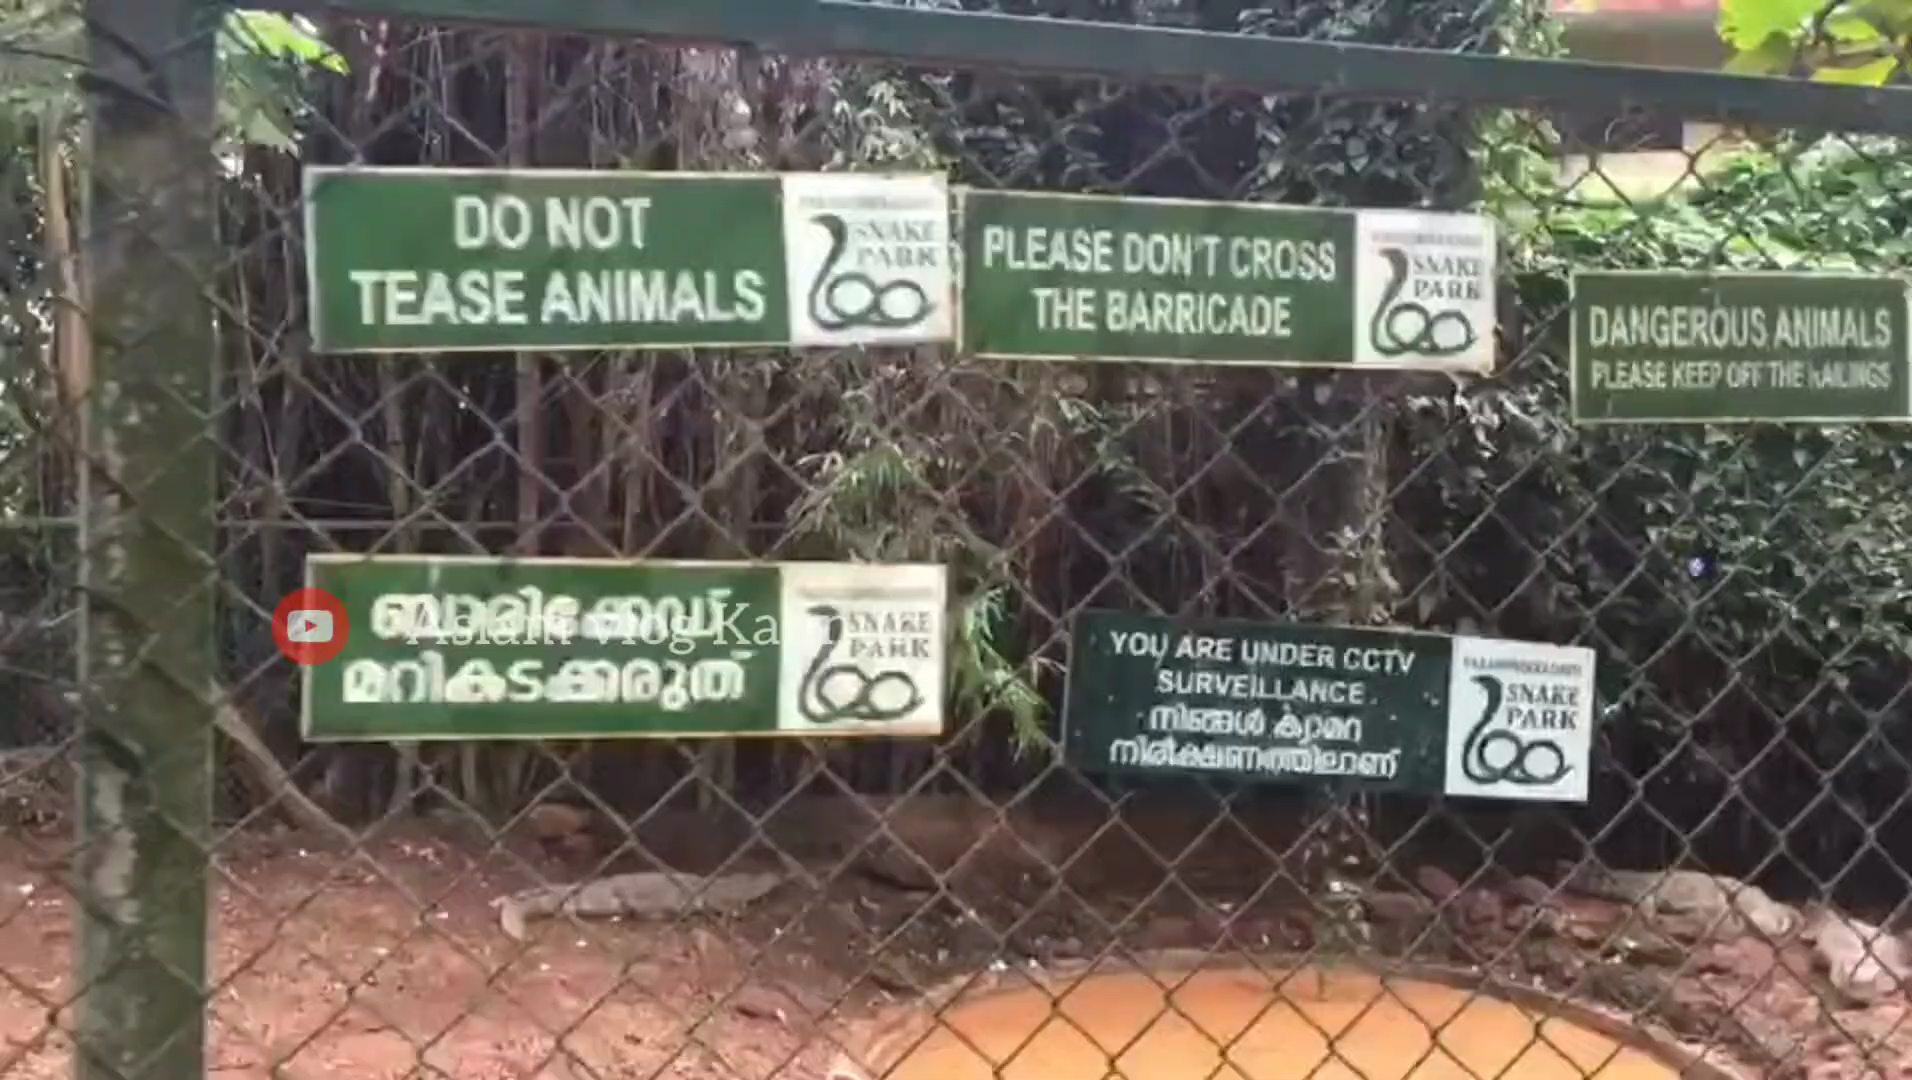 DO NOT
TEASE ANIMALS
SNAKE
PARK
PLEASE DON'T CROSS
THE BARRICADE
SNAKE
PARK
DANGEROUS ANIMALS
PLEASE KEEP OFF THE RAILINGS
ബാരിക്കേഡ്
മറികടക്കരുത്
SNAKE
PARK
Aslam vlog
YOU ARE UNDER CCTV
SURVEILLANCE
നിങ്ങൾ ക്യാമറ
നിരീക്ഷണത്തിലാണ്
SNAKE
PARK